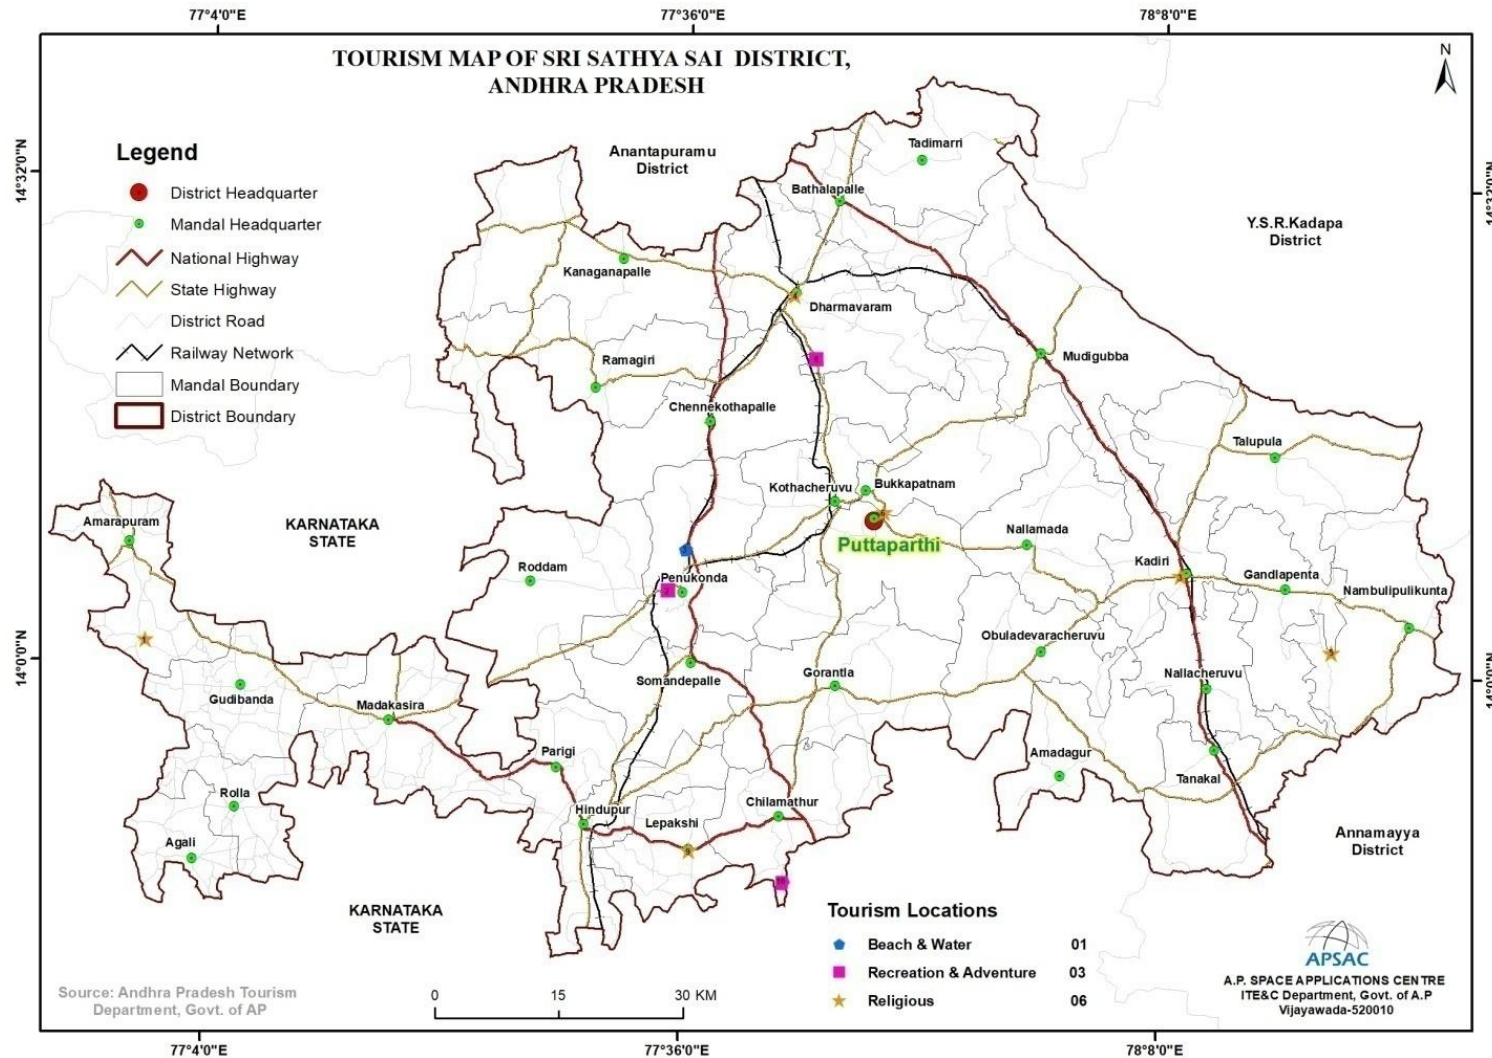 77°4'0"E
77°36'0"E
78°8'0"E
TOURISM MAP OF SRI SATHYA SAI DISTRICT,
ANDHRA PRADESH
N
14°32'0"N
Legend
District Headquarter
Mandal Headquarter
National Highway
State Highway
District Road
Railway Network
Mandal Boundary
District Boundary
Anantapuramu
District
Y.S.R.Kadapa
District
Tadimarri
Bathalapalle
Kanaganapalle
Dharmavaram
Ramagiri
Mudigubba
Chennekothapalle
Talupula
Kothacheruvu
Bukkapatnam
Amarapuram
KARNATAKA
STATE
Puttaparthi
Nallamada
Roddam
Penukonda
Kadiri
Gandlapenta
Nambulipulikunta
Obuladevaracheruvu
14°0'0"N
Gudibanda
Madakasira
Somandepalle
Gorantla
Nallacheruvu
Parigi
Amadagur
Tanakal
Rolla
Hindupur
Lepakshi
Chilamathur
Agali
Annamayya
District
KARNATAKA
STATE
Tourism Locations
Beach & Water 01
Recreation & Adventure 03
Religious 06
APSAC
A.P. SPACE APPLICATIONS CENTRE
ITE&C Department, Govt. of A.P
Vijayawada-520010
Source: Andhra Pradesh Tourism
Department, Govt. of AP
0 15 30 KM
77°4'0"E
77°36'0"E
78°8'0"E